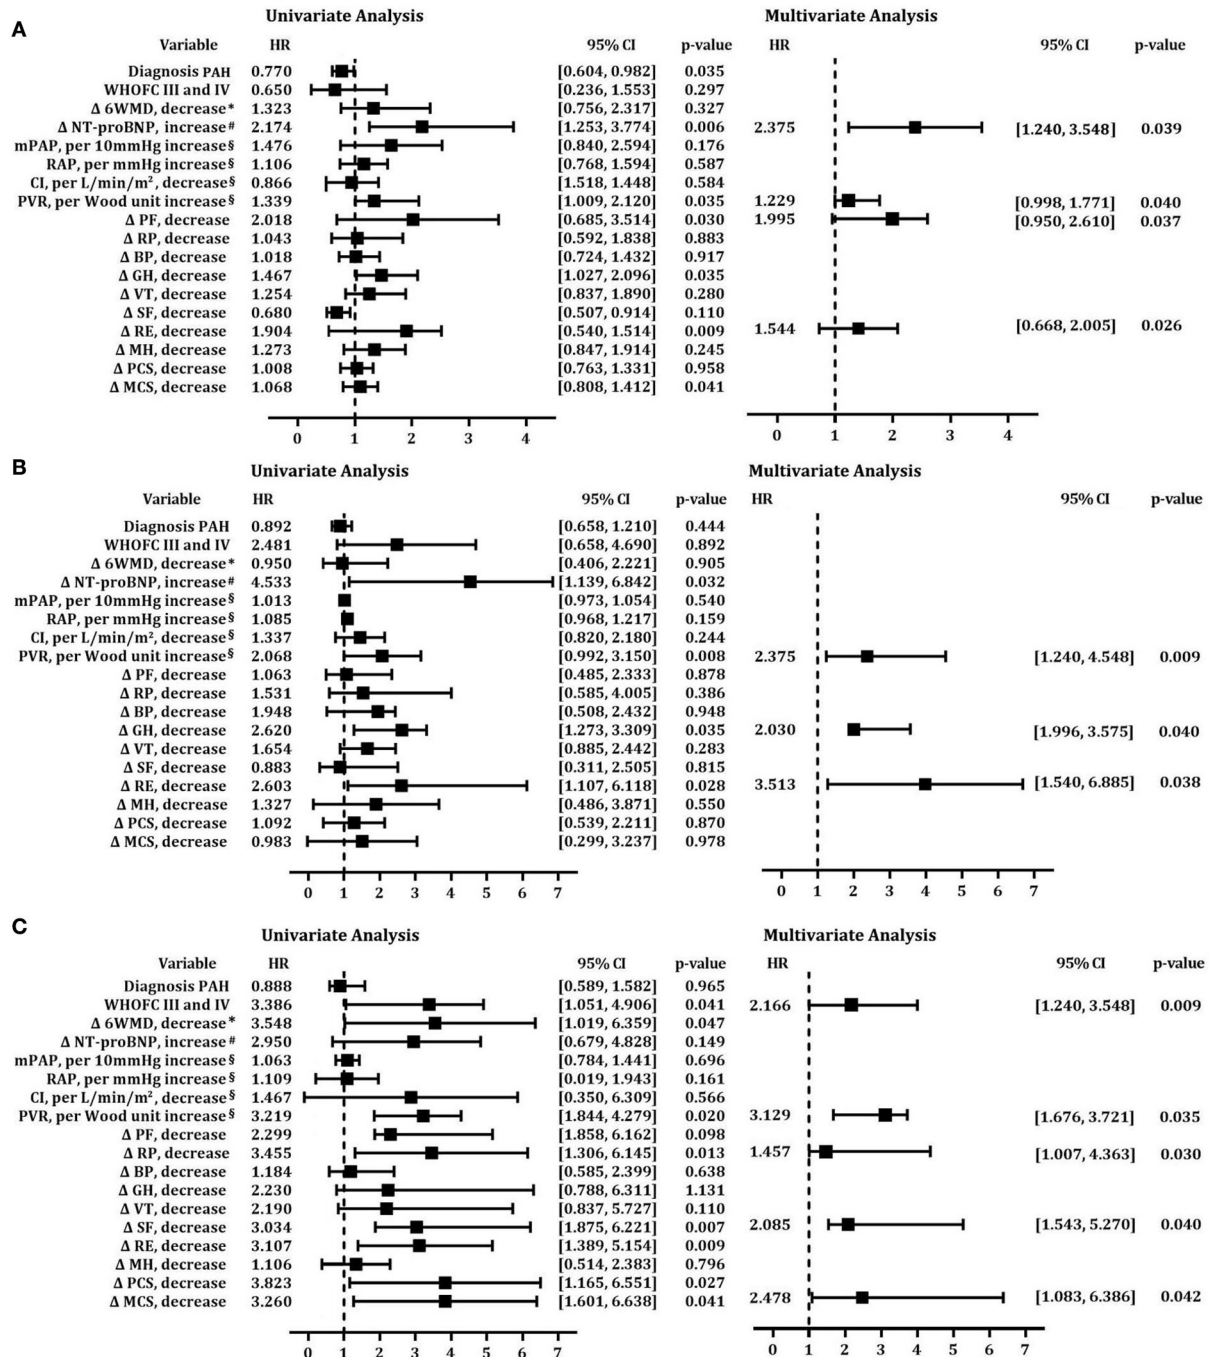 A
Univariate Analysis Multivariate Analysis
Variable HR 95% CI p-value HR 95% CI p-value
Diagnosis PAH 0.770 [0.604, 0.982] 0.035
WHOFC III and IV 0.650 [0.236, 1.553] 0.297
Δ 6WMD, decrease* 1.323 [0.756, 2.317] 0.327
Δ NT-proBNP, increase# 2.174 [1.253, 3.774] 0.006 2.375 [1.240, 3.548] 0.039
mPAP, per 10mmHg increase§ 1.476 [0.840, 2.594] 0.176
RAP, per mmHg increase§ 1.106 [0.768, 1.594] 0.587
CI, per L/min/m², decrease§ 0.866 [1.518, 1.448] 0.584
PVR, per Wood unit increase§ 1.339 [1.009, 2.120] 0.035 1.229 [0.998, 1.771] 0.040
Δ PF, decrease 2.018 [0.685, 3.514] 0.030 1.995 [0.950, 2.610] 0.037
Δ RP, decrease 1.043 [0.592, 1.838] 0.883
Δ BP, decrease 1.018 [0.724, 1.432] 0.917
Δ GH, decrease 1.467 [1.027, 2.096] 0.035
Δ VT, decrease 1.254 [0.837, 1.890] 0.280
Δ SF, decrease 0.680 [0.507, 0.914] 0.110
Δ RE, decrease 1.904 [0.540, 1.514] 0.009 1.544 [0.668, 2.005] 0.026
Δ MH, decrease 1.273 [0.847, 1.914] 0.245
Δ PCS, decrease 1.008 [0.763, 1.331] 0.958
Δ MCS, decrease 1.068 [0.808, 1.412] 0.041
0 1 2 3 4 0 1 2 3 4
B
Univariate Analysis Multivariate Analysis
Variable HR 95% CI p-value HR 95% CI p-value
Diagnosis PAH 0.892 [0.658, 1.210] 0.444
WHOFC III and IV 2.481 [0.658, 4.690] 0.892
Δ 6WMD, decrease* 0.950 [0.406, 2.221] 0.905
Δ NT-proBNP, increase# 4.533 [1.139, 6.842] 0.032
mPAP, per 10mmHg increase§ 1.013 [0.973, 1.054] 0.540
RAP, per mmHg increase§ 1.085 [0.968, 1.217] 0.159
CI, per L/min/m², decrease§ 1.337 [0.820, 2.180] 0.244
PVR, per Wood unit increase§ 2.068 [0.992, 3.150] 0.008 2.375 [1.240, 4.548] 0.009
Δ PF, decrease 1.063 [0.485, 2.333] 0.878
Δ RP, decrease 1.531 [0.585, 4.005] 0.386
Δ BP, decrease 1.948 [0.508, 2.432] 0.948
Δ GH, decrease 2.620 [1.273, 3.309] 0.035 2.030 [1.996, 3.575] 0.040
Δ VT, decrease 1.654 [0.885, 2.442] 0.283
Δ SF, decrease 0.883 [0.311, 2.505] 0.815
Δ RE, decrease 2.603 [1.107, 6.118] 0.028 3.513 [1.540, 6.885] 0.038
Δ MH, decrease 1.327 [0.486, 3.871] 0.550
Δ PCS, decrease 1.092 [0.539, 2.211] 0.870
Δ MCS, decrease 0.983 [0.299, 3.237] 0.978
0 1 2 3 4 5 6 7 0 1 2 3 4 5 6 7
C
Univariate Analysis Multivariate Analysis
Variable HR 95% CI p-value HR 95% CI p-value
Diagnosis PAH 0.888 [0.589, 1.582] 0.965
WHOFC III and IV 3.386 [1.051, 4.906] 0.041 2.166 [1.240, 3.548] 0.009
Δ 6WMD, decrease* 3.548 [1.019, 6.359] 0.047
Δ NT-proBNP, increase# 2.950 [0.679, 4.828] 0.149
mPAP, per 10mmHg increase§ 1.063 [0.784, 1.441] 0.696
RAP, per mmHg increase§ 1.109 [0.019, 1.943] 0.161
CI, per L/min/m², decrease§ 1.467 [0.350, 6.309] 0.566
PVR, per Wood unit increase§ 3.219 [1.844, 4.279] 0.020 3.129 [1.676, 3.721] 0.035
Δ PF, decrease 2.299 [1.858, 6.162] 0.098
Δ RP, decrease 3.455 [1.306, 6.145] 0.013 1.457 [1.007, 4.363] 0.030
Δ BP, decrease 1.184 [0.585, 2.399] 0.638
Δ GH, decrease 2.230 [0.788, 6.311] 1.131
Δ VT, decrease 2.190 [0.837, 5.727] 0.110
Δ SF, decrease 3.034 [1.875, 6.221] 0.007 2.085 [1.543, 5.270] 0.040
Δ RE, decrease 3.107 [1.389, 5.154] 0.009
Δ MH, decrease 1.106 [0.514, 2.383] 0.796
Δ PCS, decrease 3.823 [1.165, 6.551] 0.027
Δ MCS, decrease 3.260 [1.601, 6.638] 0.041 2.478 [1.083, 6.386] 0.042
0 1 2 3 4 5 6 7 0 1 2 3 4 5 6 7